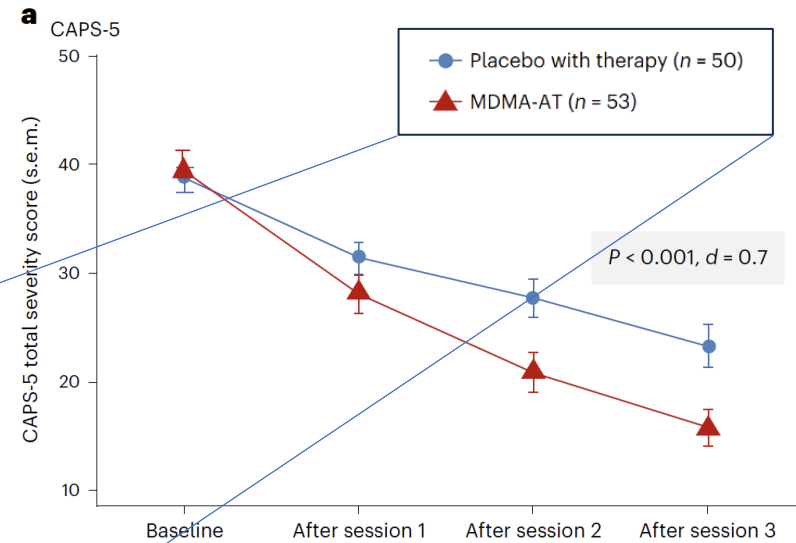 a
CAPS-5
50
40
30
20
10
CAPS-5 total severity score (s.e.m.)
Placebo with therapy (n = 50)
MDMA-AT (n = 53)
P < 0.001, d = 0.7
Baseline
After session 1
After session 2
After session 3